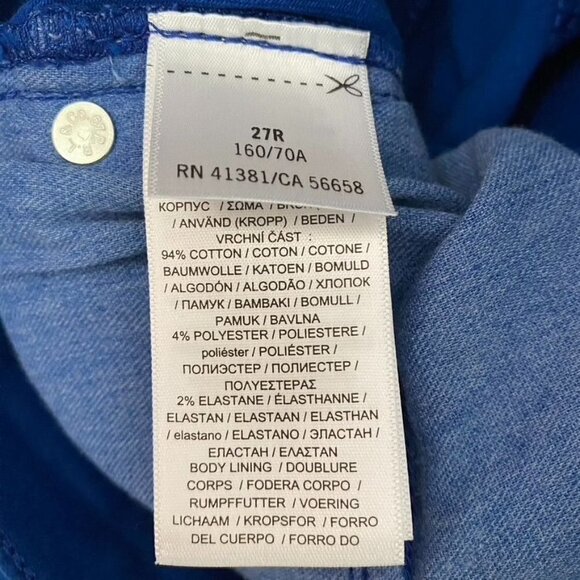 27R
160/70A
RN 41381/CA 56658
КОРПУС / ΣΩΜΑ /
/ ANVÄND (KROPP) / BEDEN /
VRCHNÍ ČÁST :
94% COTTON / COTON / COTONE /
BAUMWOLLE / KATOEN / BOMULD
/ ALGODÓN / ALGODÃO / ХЛОПОК
/ ПАМУК / BAMBAKI / BOMULL /
PAMUK / BAVLNA
4% POLYESTER / POLIESTERE /
poliéster / POLIÉSTER /
ПОЛИЭСТЕР / ПОЛИЕСТЕР /
ΠΟΛΥΕΣΤΕΡΑΣ
2% ELASTANE / ÉLASTHANNE /
ELASTAN / ELASTAAN / ELASTHAN
/ elastano / ELASTANO / ЭЛАСТАН /
ЕЛАСТАН / ΕΛΑΣΤΑΝ
BODY LINING / DOUBLURE
CORPS / FODERA CORPO /
RUMPFFUTTER / VOERING
LICHAAM / KROPSFOR / FORRO
DEL CUERPO / FORRO DO